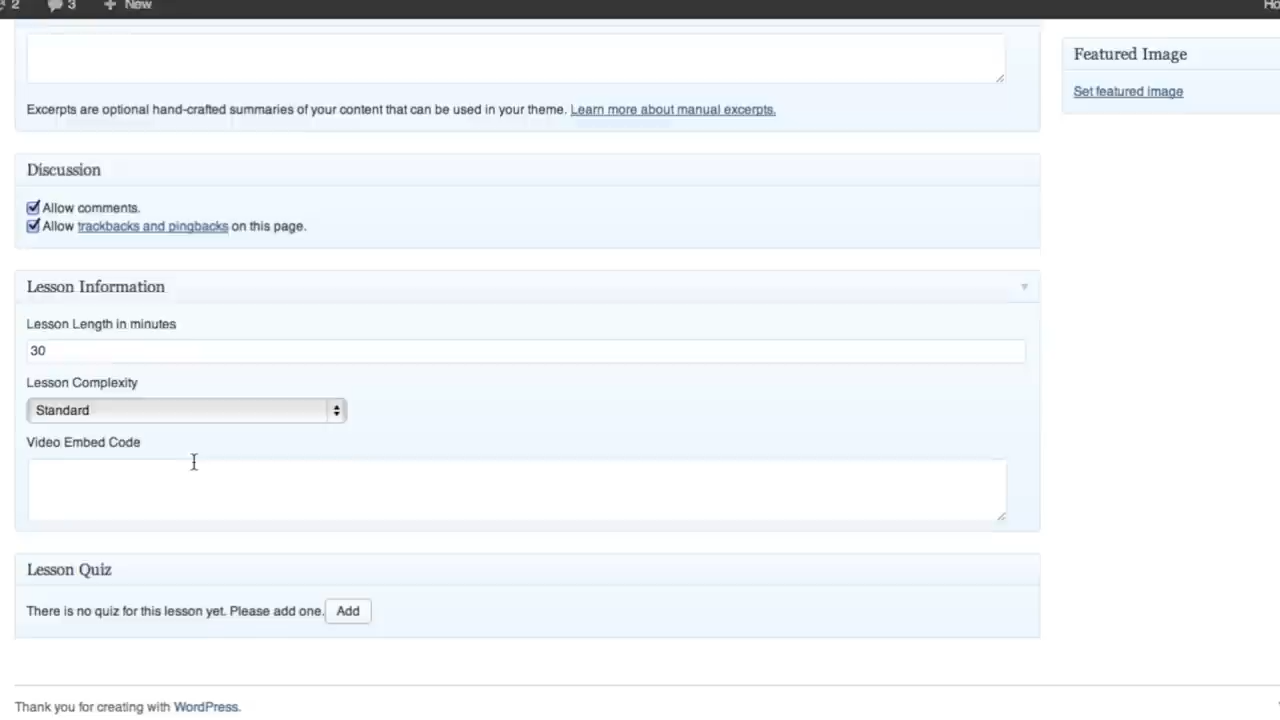 2 3 New
Excerpts are optional hand-crafted summaries of your content that can be used in your theme. Learn more about manual excerpts.
Featured Image
Set featured image
Discussion
Allow comments.
Allow trackbacks and pingbacks on this page.
Lesson Information
Lesson Length in minutes
30
Lesson Complexity
Standard
Video Embed Code
Lesson Quiz
There is no quiz for this lesson yet. Please add one. Add
Thank you for creating with WordPress.